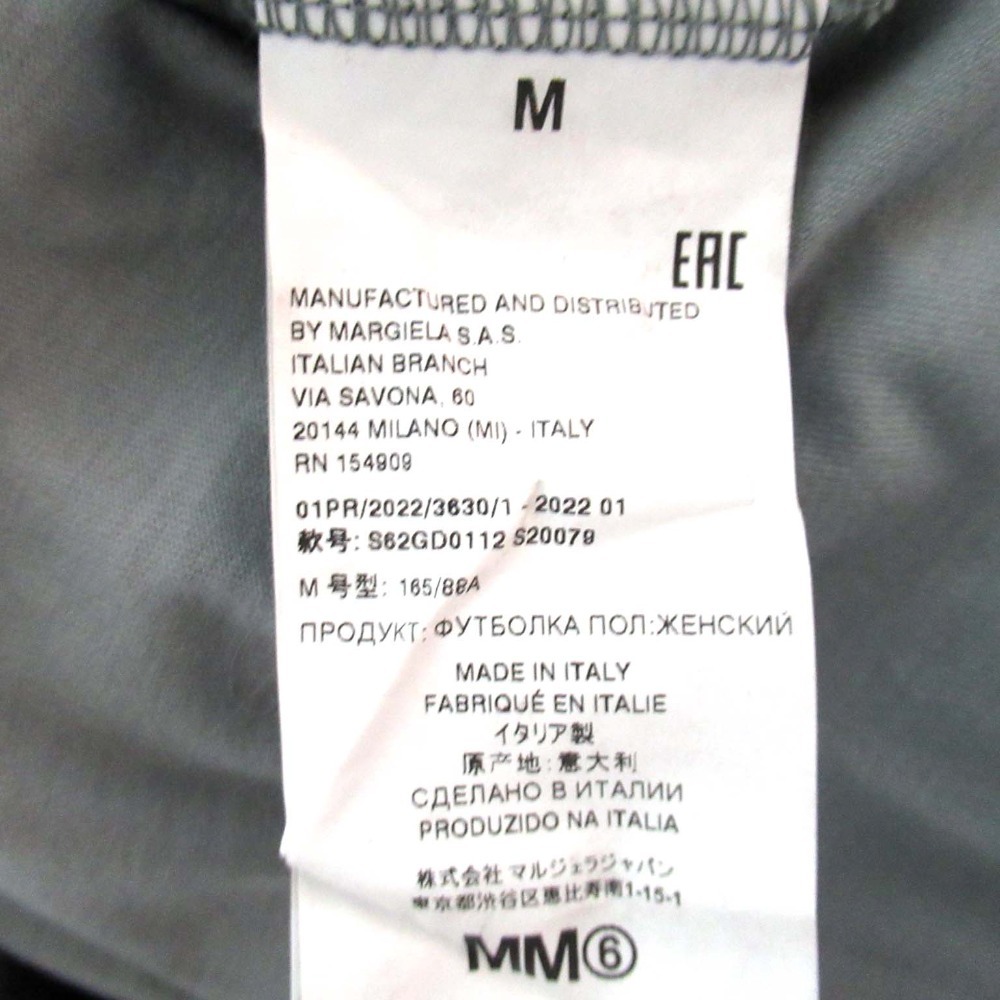 M
EAC
MANUFACTURED AND DISTRIBUTED
BY MARGIELA S.A.S.
ITALIAN BRANCH
VIA SAVONA, 60
20144 MILANO (MI) - ITALY
RN 154909
01PR/2022/3630/1 - 2022 01
款号: S62GD0112 S20079
M 号型: 165/88A
ПРОДУКТ: ФУТБОЛКА ПОЛ:ЖЕНСКИЙ
MADE IN ITALY
FABRIQUÉ EN ITALIE
イタリア製
原产地:意大利
СДЕЛАНО В ИТАЛИИ
PRODUZIDO NA ITALIA
株式会社 マルジェラジャパン
東京都渋谷区恵比寿南1-15-1
MM⑥